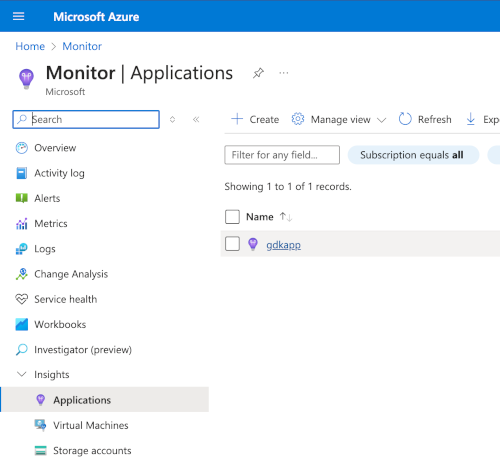 Microsoft Azure
Home > Monitor
Monitor | Applications
Microsoft
Search
+ Create Manage view Refresh
Filter for any field... Subscription equals all
Showing 1 to 1 of 1 records.
Name ↑↓
gdkapp
Overview
Activity log
Alerts
Metrics
Logs
Change Analysis
Service health
Workbooks
Investigator (preview)
Insights
Applications
Virtual Machines
Storage accounts